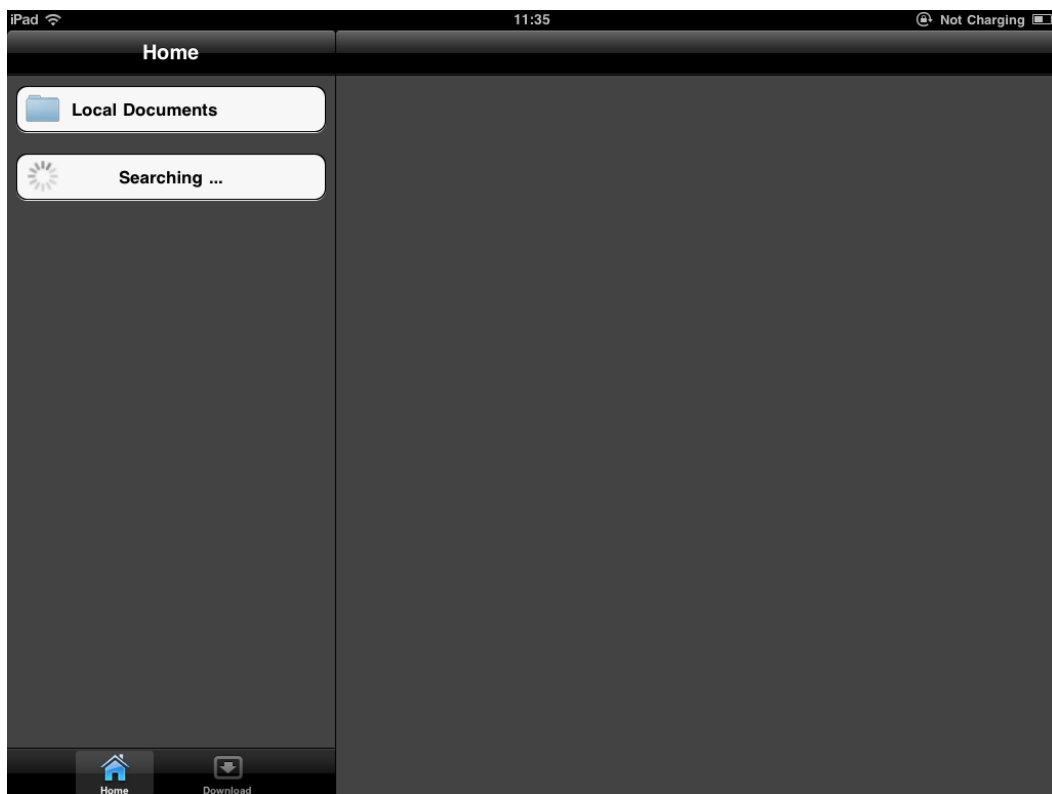 iPad 11:35 Not Charging
Home
Local Documents
Searching ...
Home Download